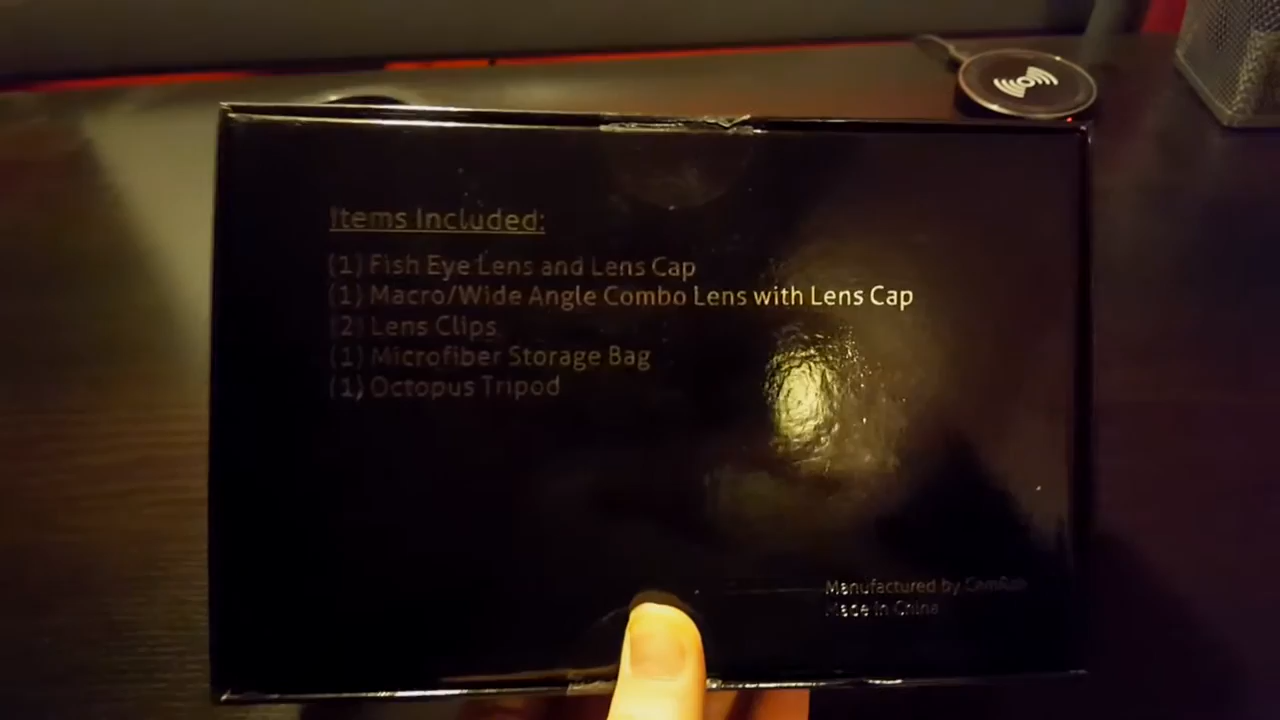 Items Included:
(1) Fish Eye Lens and Lens Cap
(1) Macro/Wide Angle Combo Lens with Lens Cap
(2) Lens Clips
(1) Microfiber Storage Bag
(1) Octopus Tripod
Manufactured by
Made in China